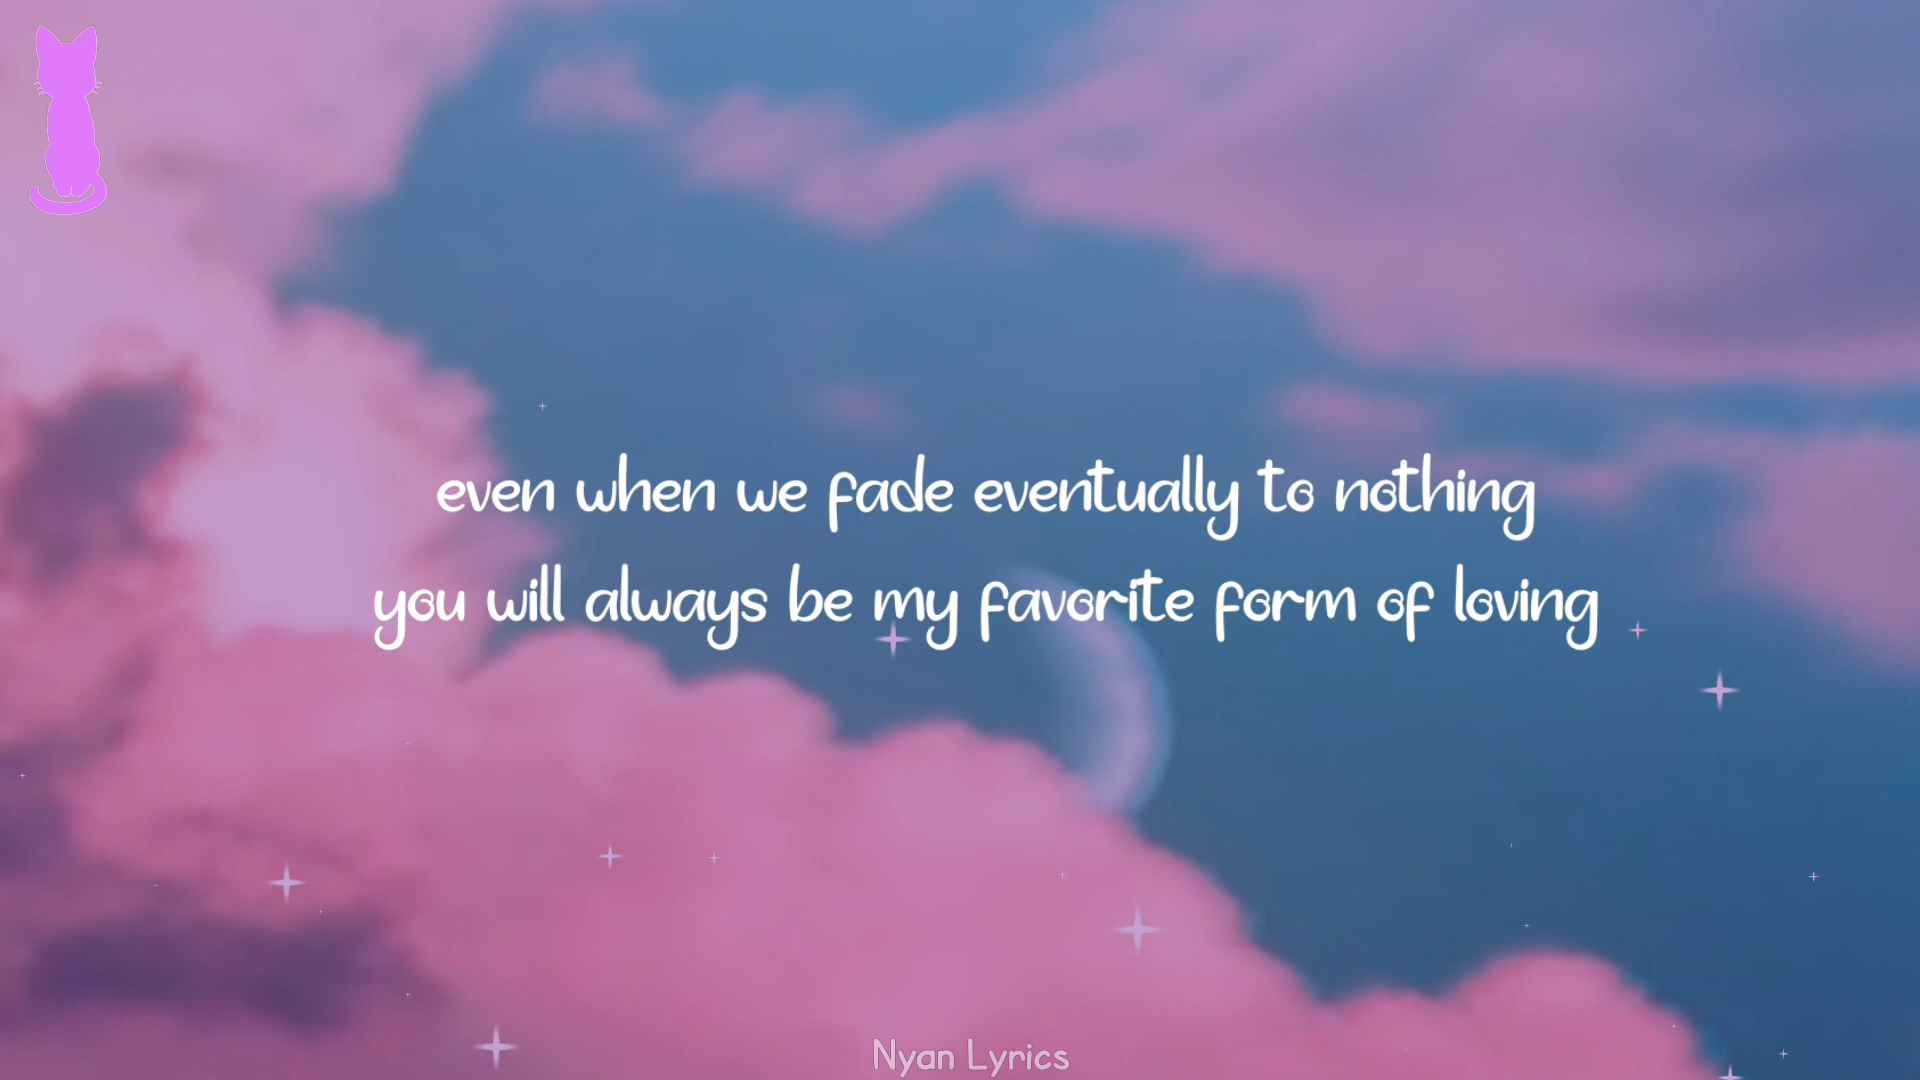 even when we fade eventually to nothing
you will always be my favorite form of loving
Nyan Lyrics